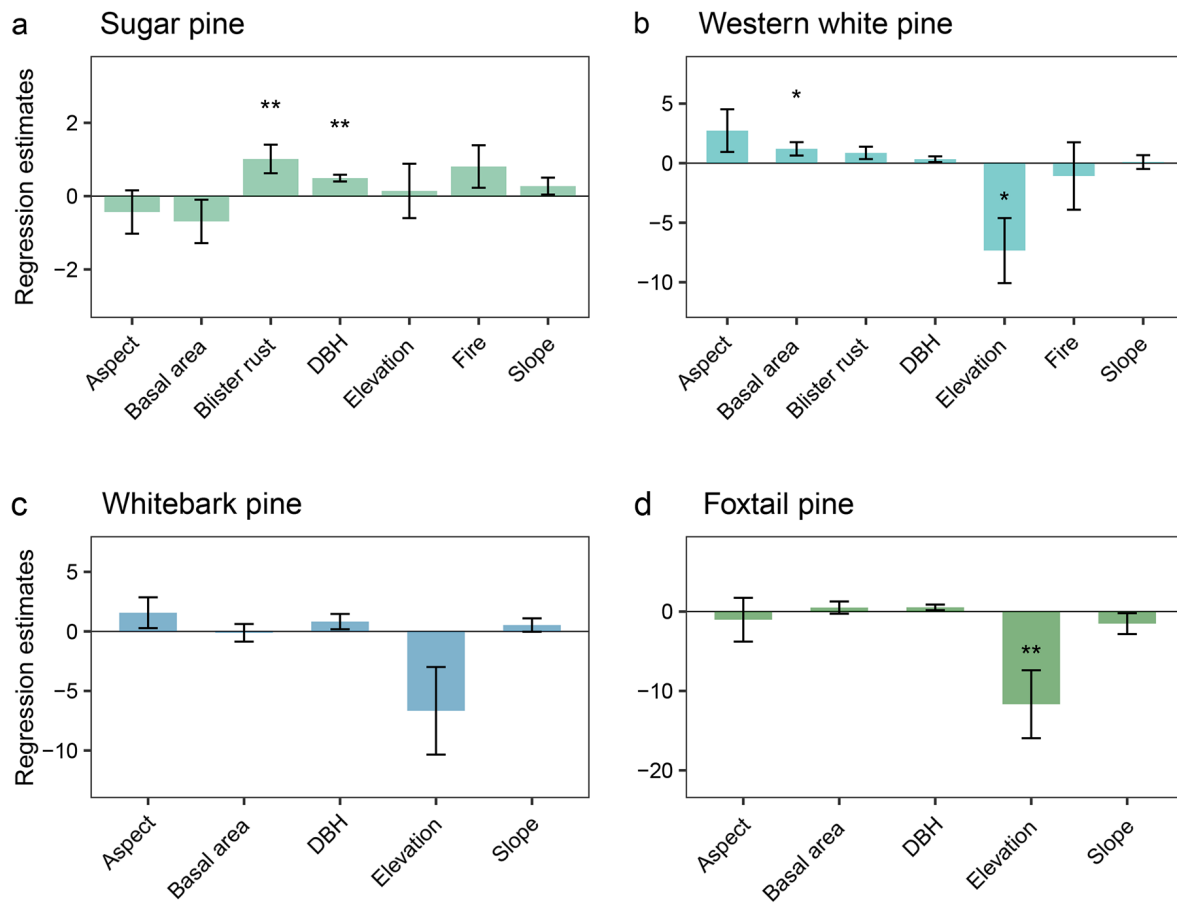 a Sugar pine
Regression estimates
2
0
−2
**
**
Aspect
Basal area
Blister rust
DBH
Elevation
Fire
Slope
b Western white pine
5
0
−5
−10
*
*
Aspect
Basal area
Blister rust
DBH
Elevation
Fire
Slope
c Whitebark pine
Regression estimates
5
0
−5
−10
Aspect
Basal area
DBH
Elevation
Slope
d Foxtail pine
0
−10
−20
**
Aspect
Basal area
DBH
Elevation
Slope